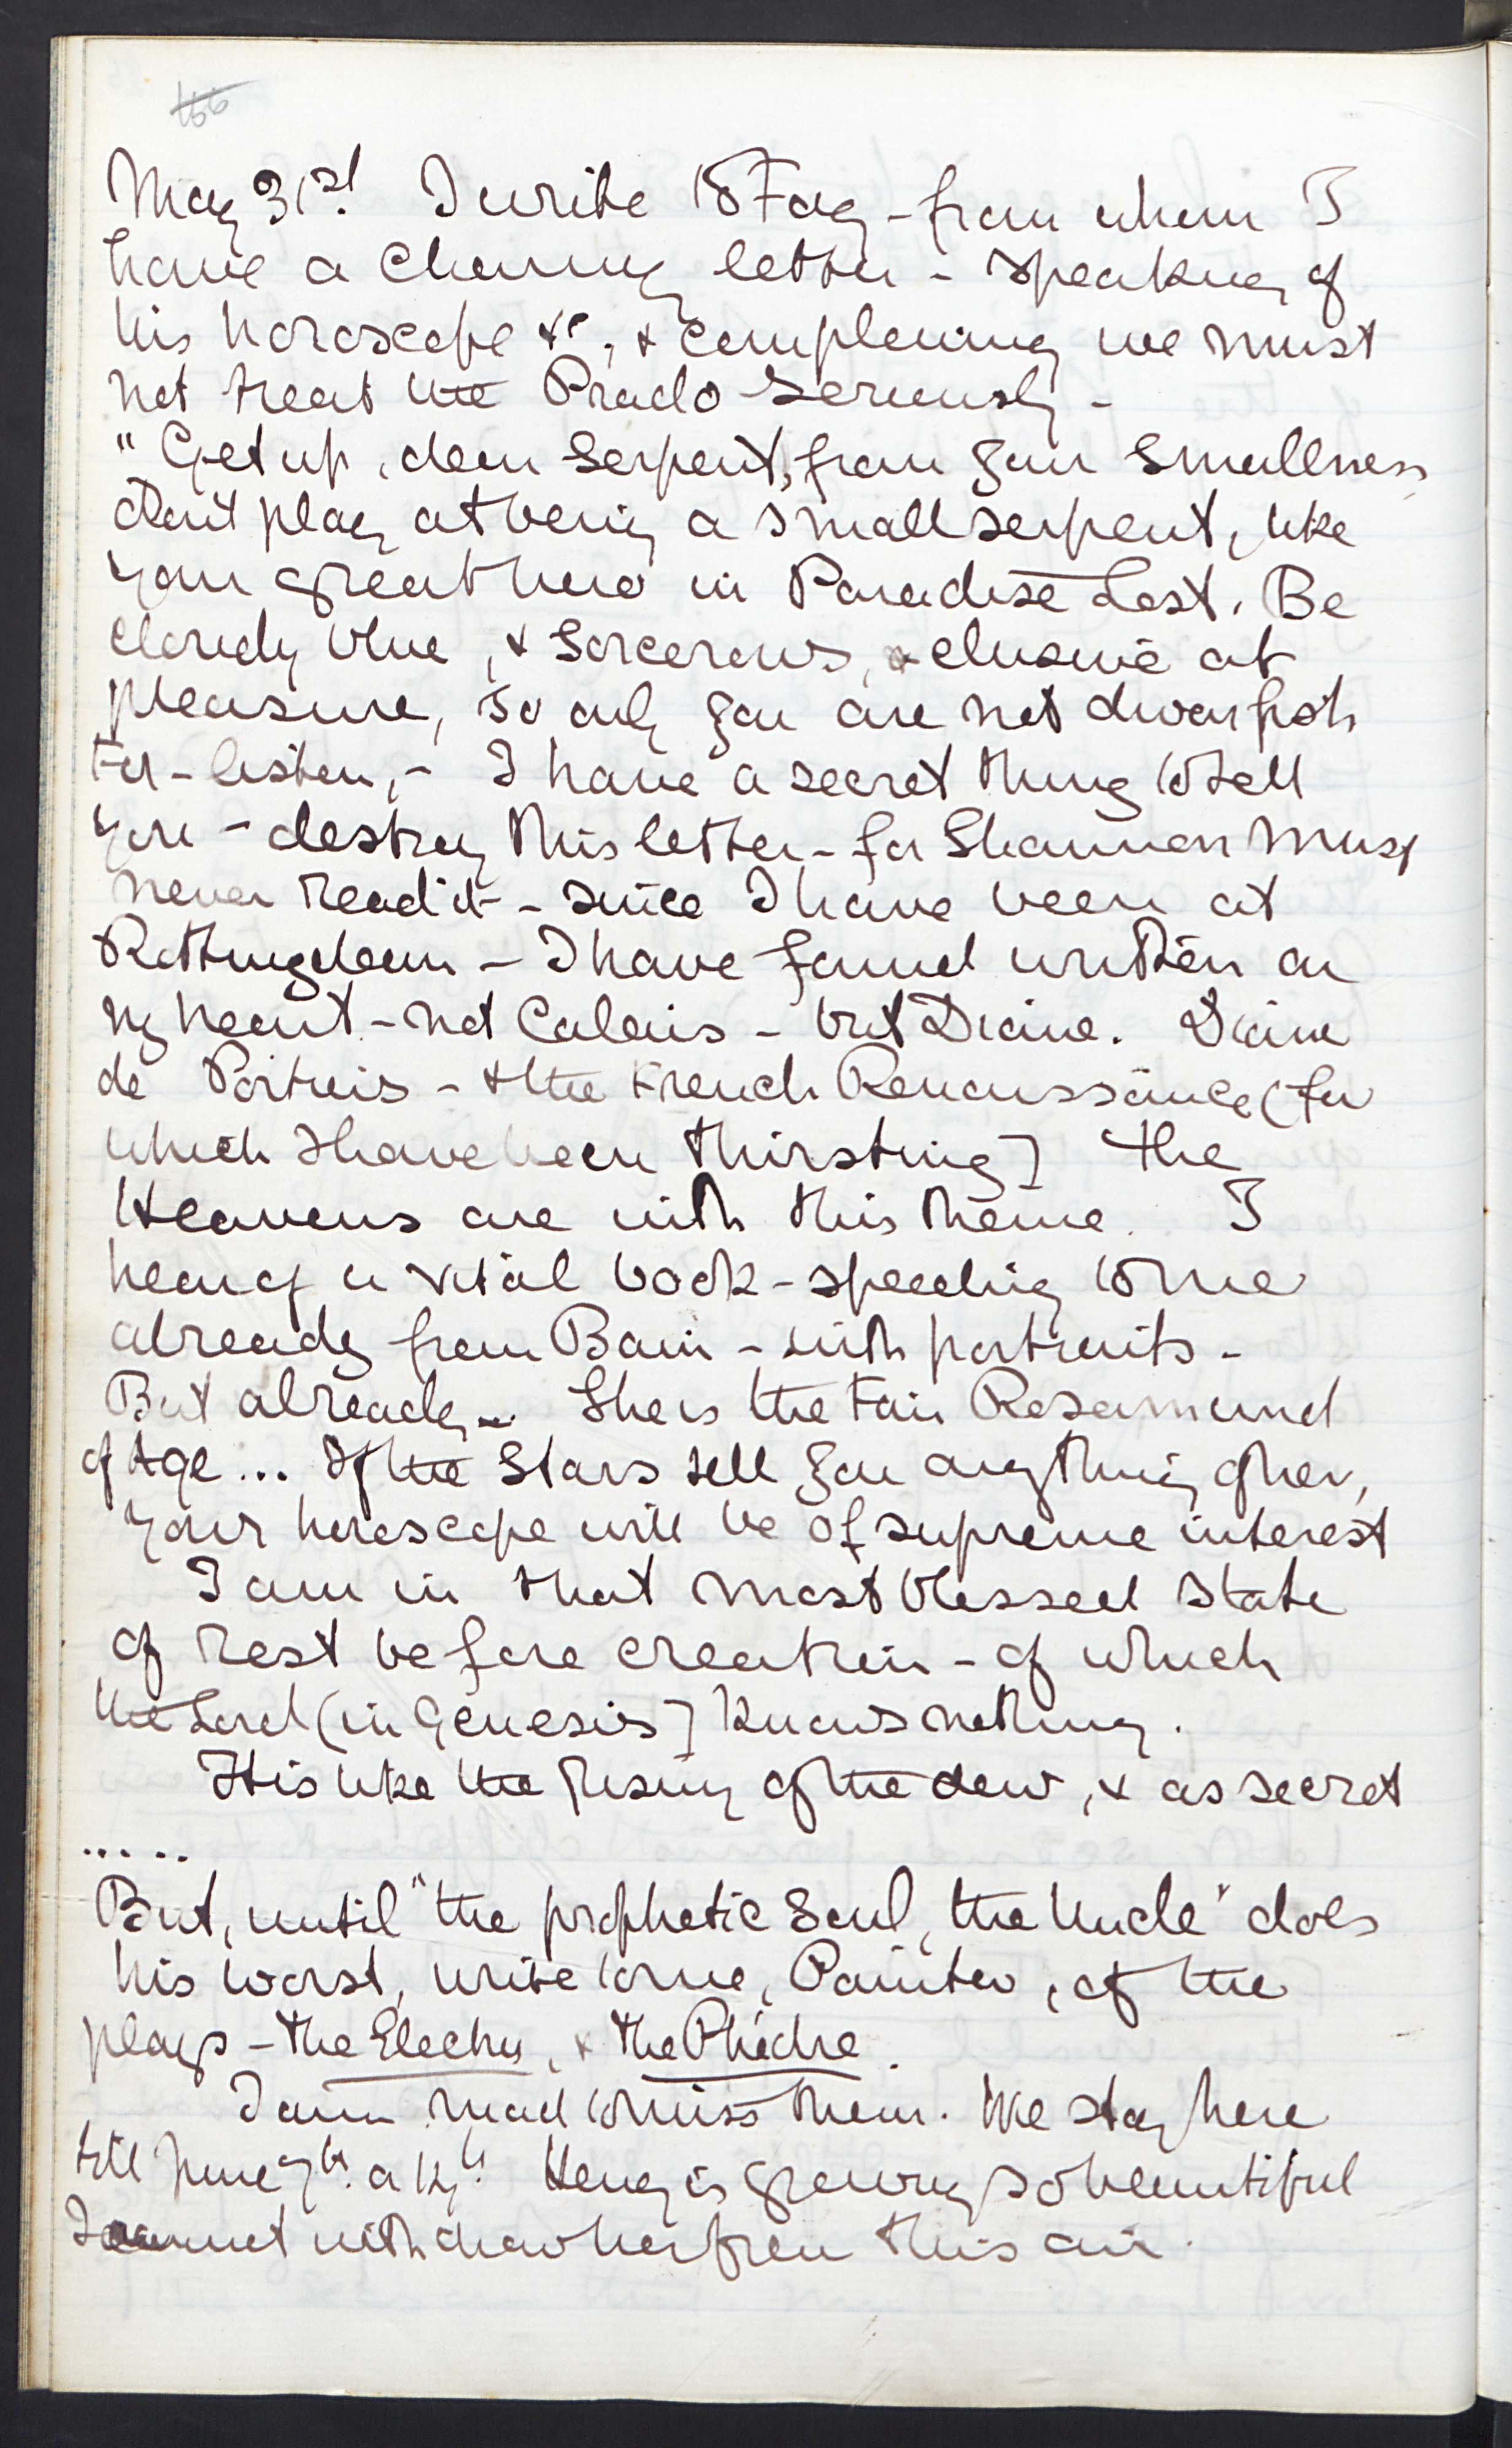 166
May 31st. I write to Fay - from whom I
have a charming letter - speaking of
his horoscope &c, & complaining we must
not treat the Prado seriously -
"Get up, dear Serpent, from your smallness
don't play at being a small serpent, like
your great hero in Paradise Lost. Be
cloudy blue, & sorcerous, & elusive at
pleasure, so only you are not dwarfish
For - listen, - I have a secret thing to tell
you - destroy this letter - for Shannon must
never read it - since I have been at
Rottingdean - I have found written on
my heart - not Calais - but Diane. Diane
de Poitiers - & the French Renaissance (for
which I have been thirsting) the
Heavens are with this theme. I
hear of a vital book - speeding to me
already from Bain - with portraits -
But already - She is the Fair Rosamund
of Age ... If the Stars tell you anything of her,
your horoscope will be of supreme interest
I am in that most blessed state
of rest before creation - of which
the Lord (in Genesis) knows nothing.
It is like the rising of the dew, & as secret
.....
But, until "the prophetic Soul, the Uncle" does
his worst, write to me, Painter, of the
plays - the Electra, & the Phèdre.
I am mad to miss them. We stay here
till June 7th. or 14th. Henry is growing so beautiful
I cannot withdraw her from this air.